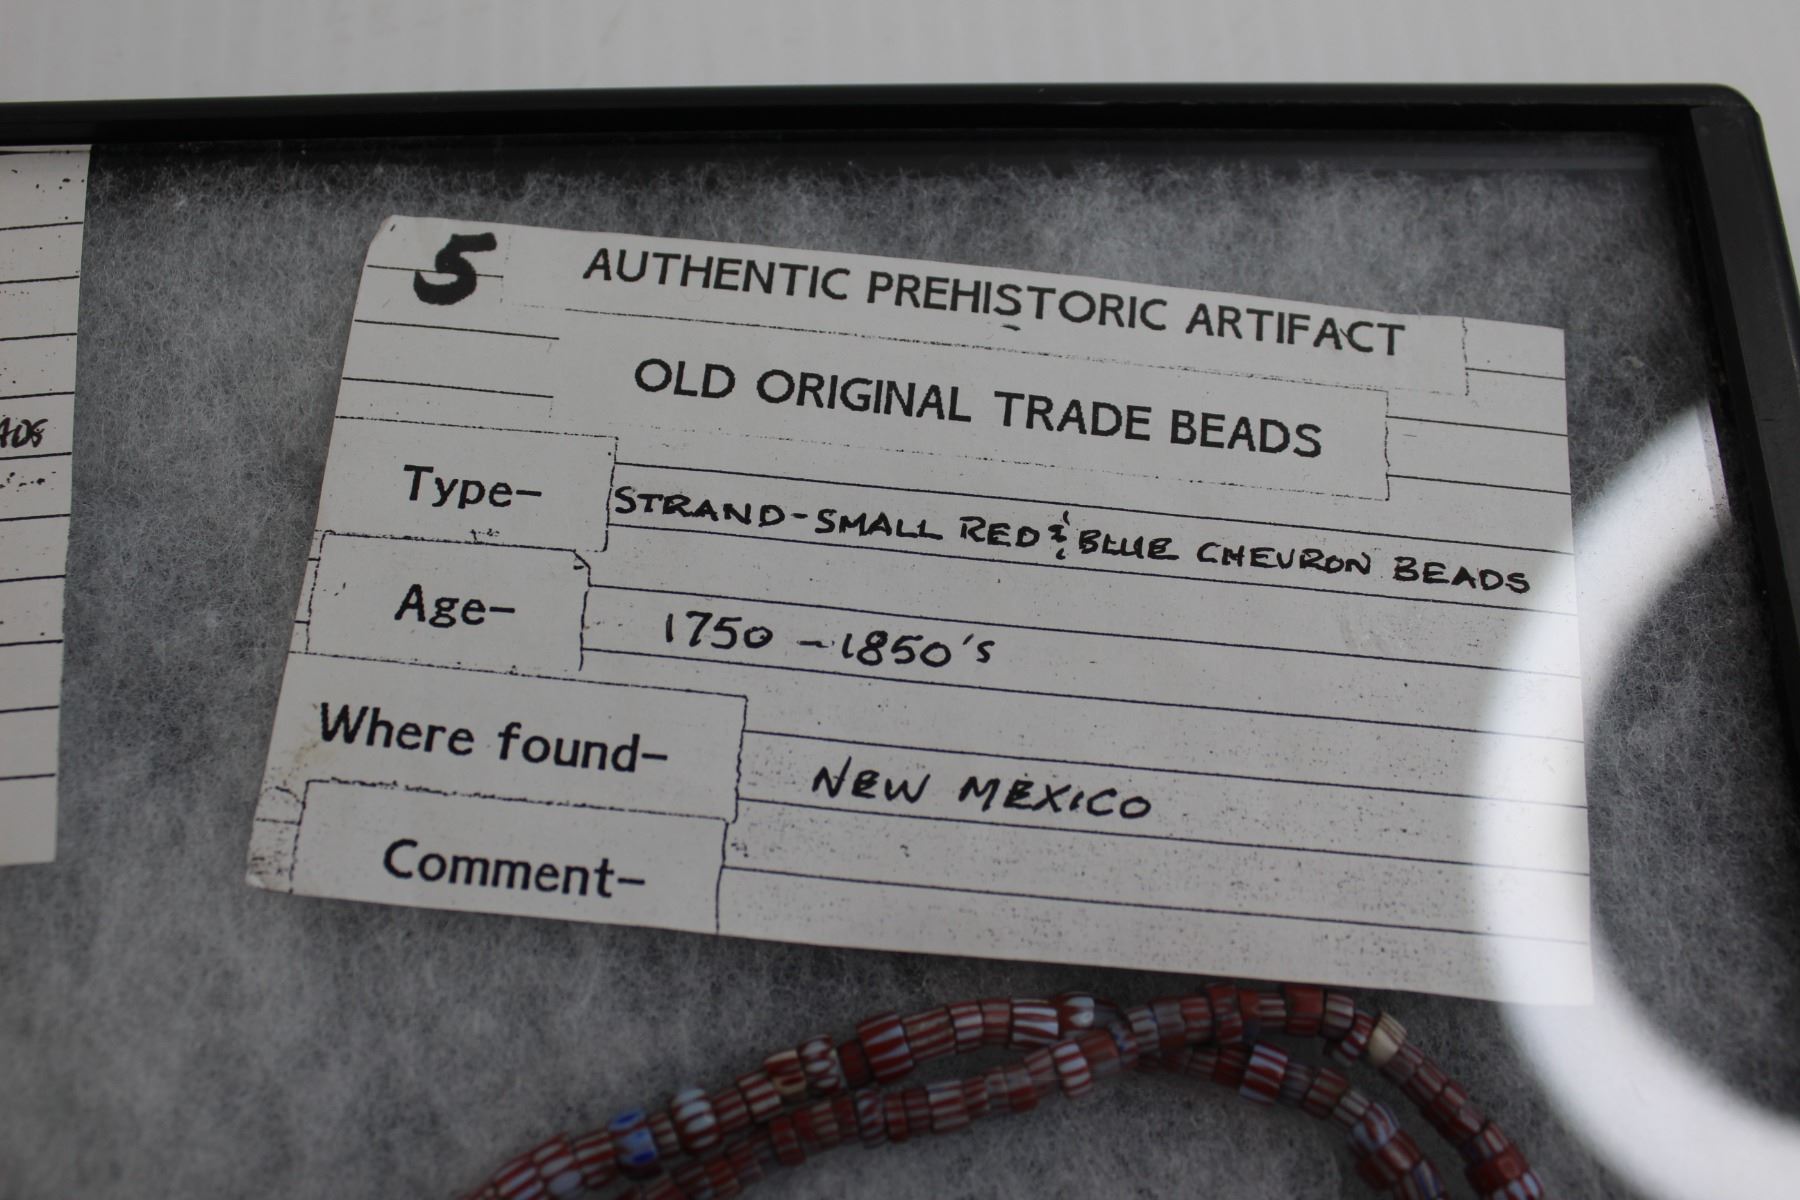 5 AUTHENTIC PREHISTORIC ARTIFACT
OLD ORIGINAL TRADE BEADS
Type- STRAND-SMALL RED & BLUE CHEVRON BEADS
Age- 1750 - 1850's
Where found- NEW MEXICO
Comment-